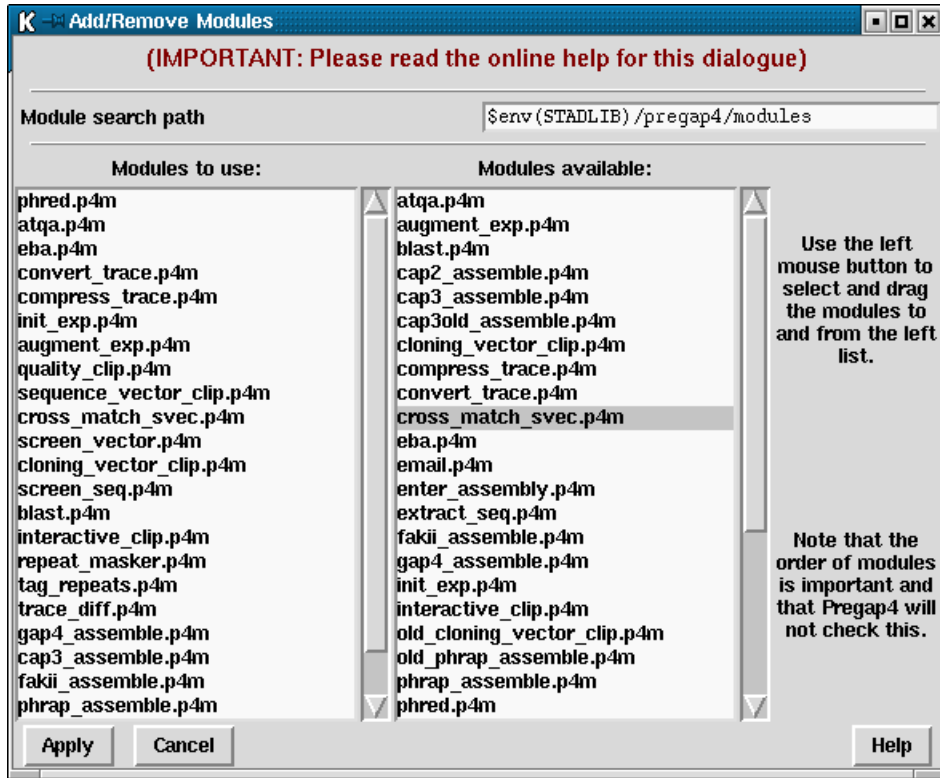 Add/Remove Modules
(IMPORTANT: Please read the online help for this dialogue)
Module search path
$env(STADLIB)/pregap4/modules
Modules to use:
phred.p4m
atqa.p4m
eba.p4m
convert_trace.p4m
compress_trace.p4m
init_exp.p4m
augment_exp.p4m
quality_clip.p4m
sequence_vector_clip.p4m
cross_match_svec.p4m
screen_vector.p4m
cloning_vector_clip.p4m
screen_seq.p4m
blast.p4m
interactive_clip.p4m
repeat_masker.p4m
tag_repeats.p4m
trace_diff.p4m
gap4_assemble.p4m
cap3_assemble.p4m
fakii_assemble.p4m
phrap_assemble.p4m
Modules available:
atqa.p4m
augment_exp.p4m
blast.p4m
cap2_assemble.p4m
cap3_assemble.p4m
cap3old_assemble.p4m
cloning_vector_clip.p4m
compress_trace.p4m
convert_trace.p4m
cross_match_svec.p4m
eba.p4m
email.p4m
enter_assembly.p4m
extract_seq.p4m
fakii_assemble.p4m
gap4_assemble.p4m
init_exp.p4m
interactive_clip.p4m
old_cloning_vector_clip.p4m
old_phrap_assemble.p4m
phrap_assemble.p4m
phred.p4m
Use the left
mouse button to
select and drag
the modules to
and from the left
list.
Note that the
order of modules
is important and
that Pregap4 will
not check this.
Apply
Cancel
Help